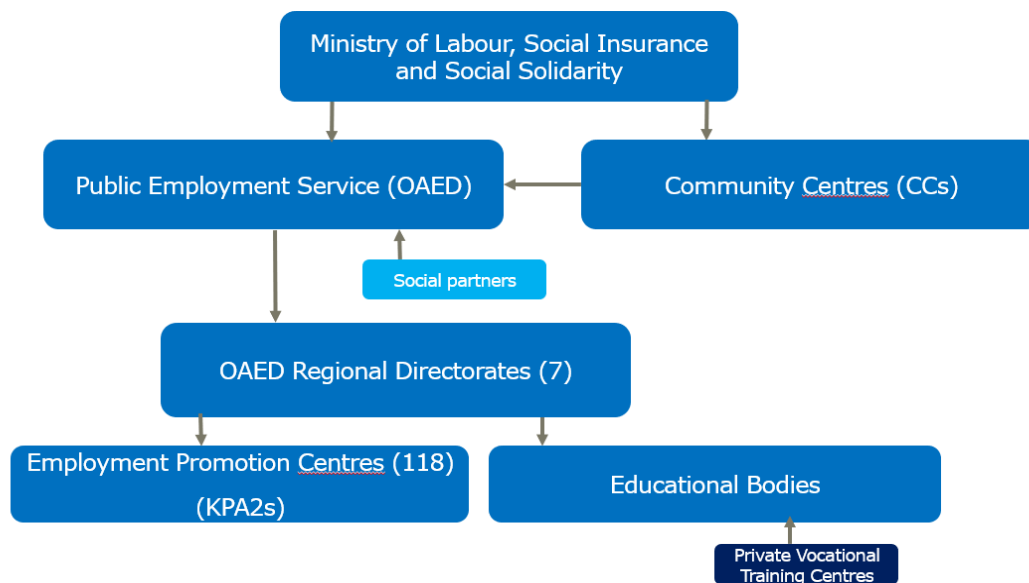 Ministry of Labour, Social Insurance
and Social Solidarity
Public Employment Service (OAED)
Community Centres (CCs)
Social partners
OAED Regional Directorates (7)
Employment Promotion Centres (118)
(KPA2s)
Educational Bodies
Private Vocational
Training Centres